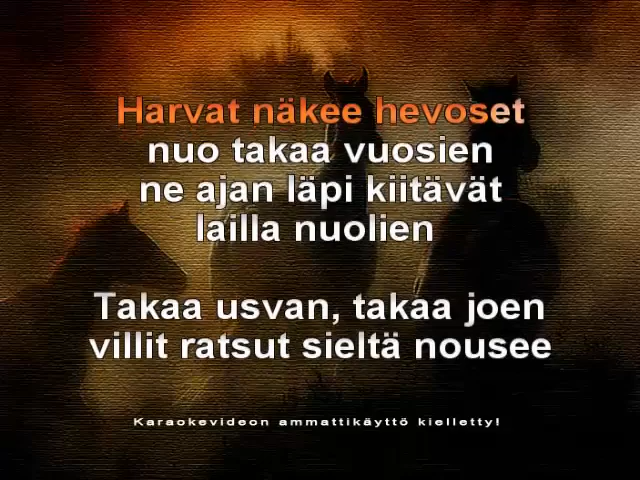 Harvat näkee hevoset
nuo takaa vuosien
ne ajan läpi kiitävät
lailla nuolien
Takaa usvan, takaa joen
villit ratsut sieltä nousee
Karaokevideon ammattikäyttö kielletty!